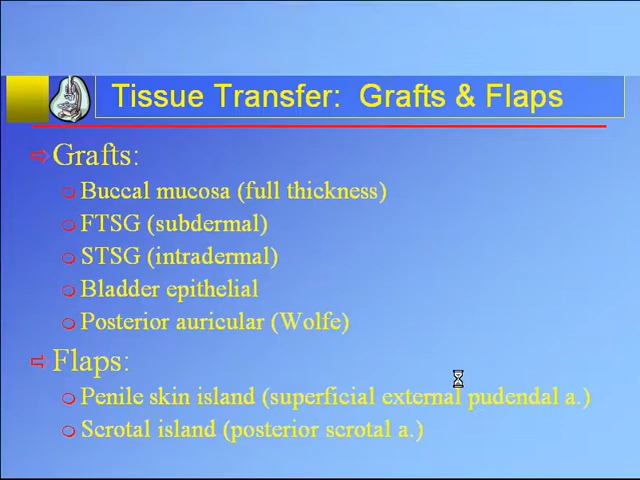 Tissue Transfer: Grafts & Flaps
Grafts:
Buccal mucosa (full thickness)
FTSG (subdermal)
STSG (intradermal)
Bladder epithelial
Posterior auricular (Wolfe)
Flaps:
Penile skin island (superficial external pudendal a.)
Scrotal island (posterior scrotal a.)